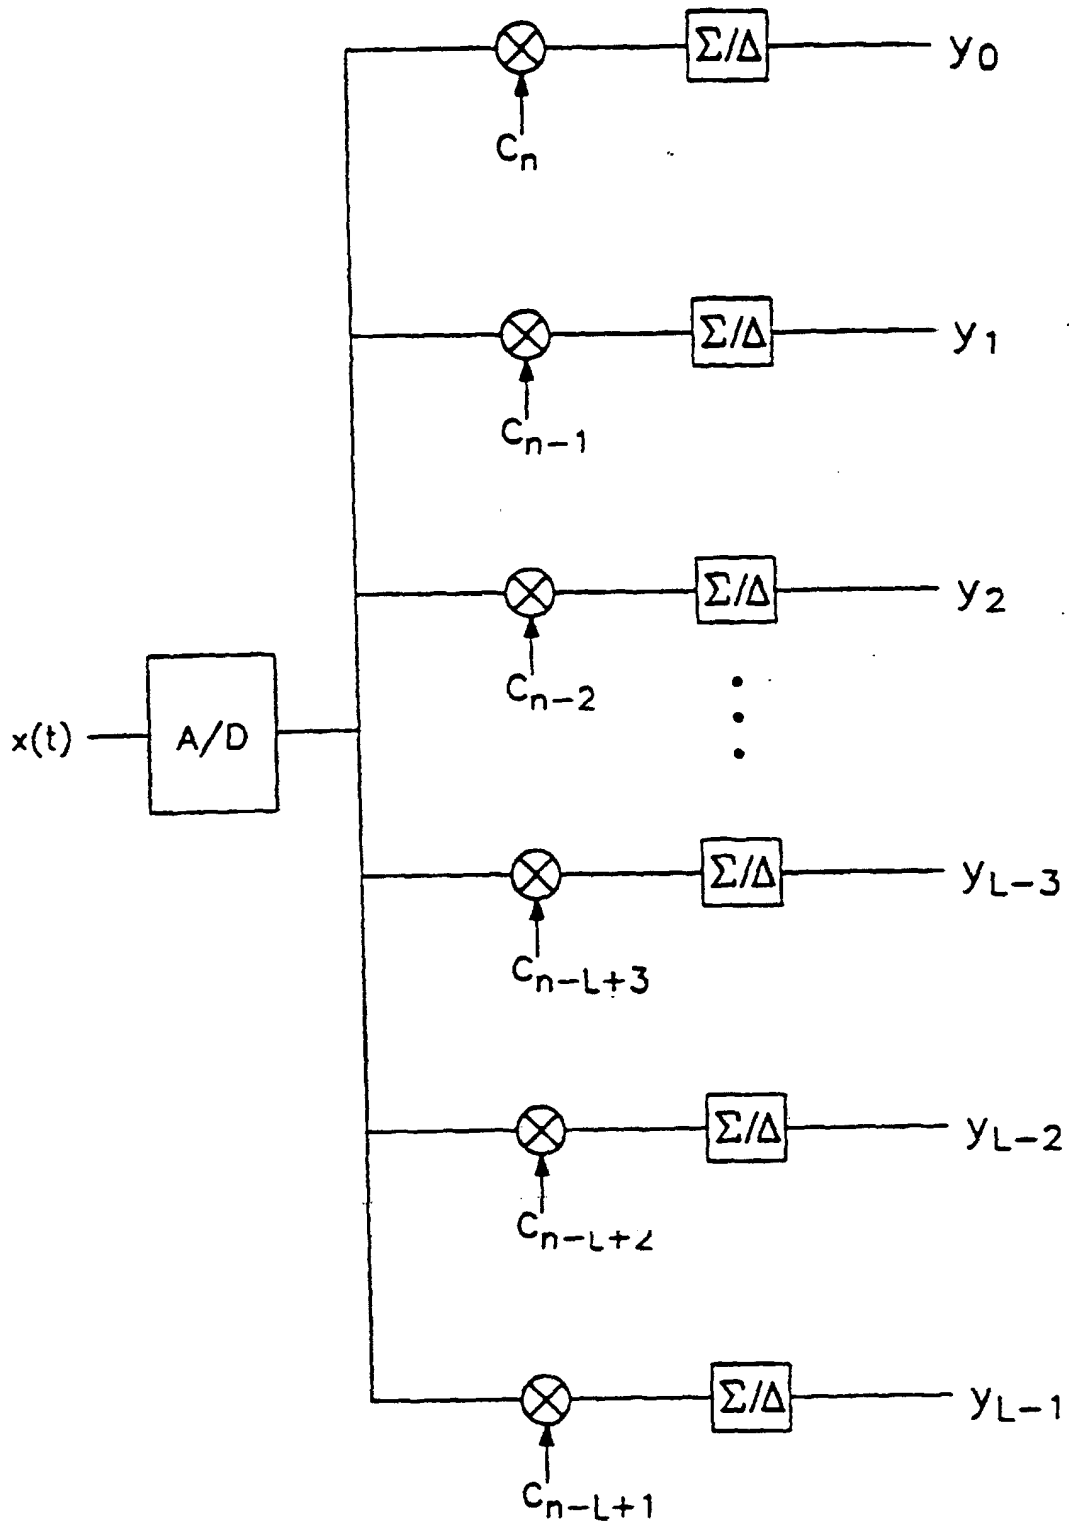 Σ/Δ y0
Cn
Σ/Δ y1
Cn-1
Σ/Δ y2
Cn-2
x(t) A/D
Σ/Δ yL-3
Cn-L+3
Σ/Δ yL-2
Cn-L+2
Σ/Δ yL-1
Cn-L+1